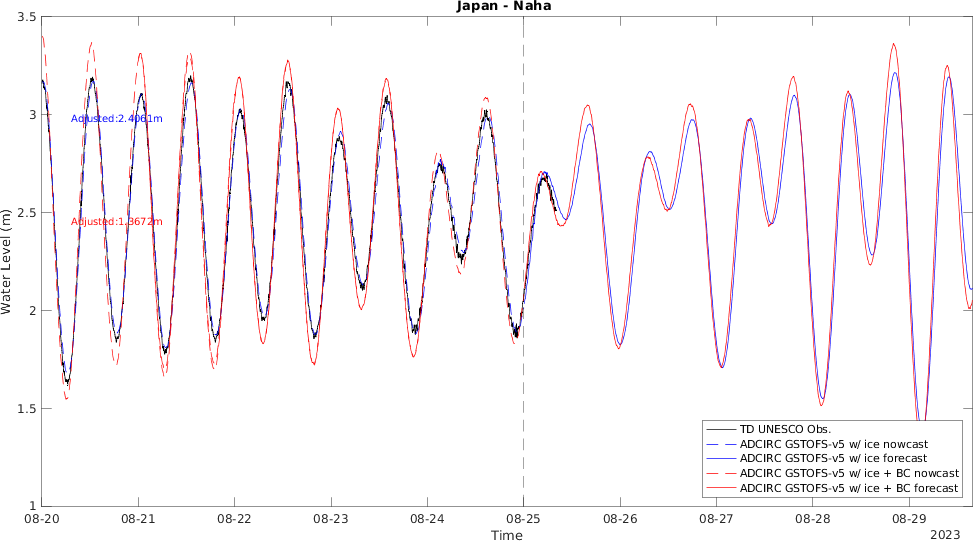 Japan - Naha
3.5
3
2.5
2
1.5
1
Water Level (m)
Adjusted:2.4061m
Adjusted:1.3672m
TD UNESCO Obs.
ADCIRC GSTOFS-v5 w/ ice nowcast
ADCIRC GSTOFS-v5 w/ ice forecast
ADCIRC GSTOFS-v5 w/ ice + BC nowcast
ADCIRC GSTOFS-v5 w/ ice + BC forecast
08-20 08-21 08-22 08-23 08-24 08-25 08-26 08-27 08-28 08-29
Time
2023